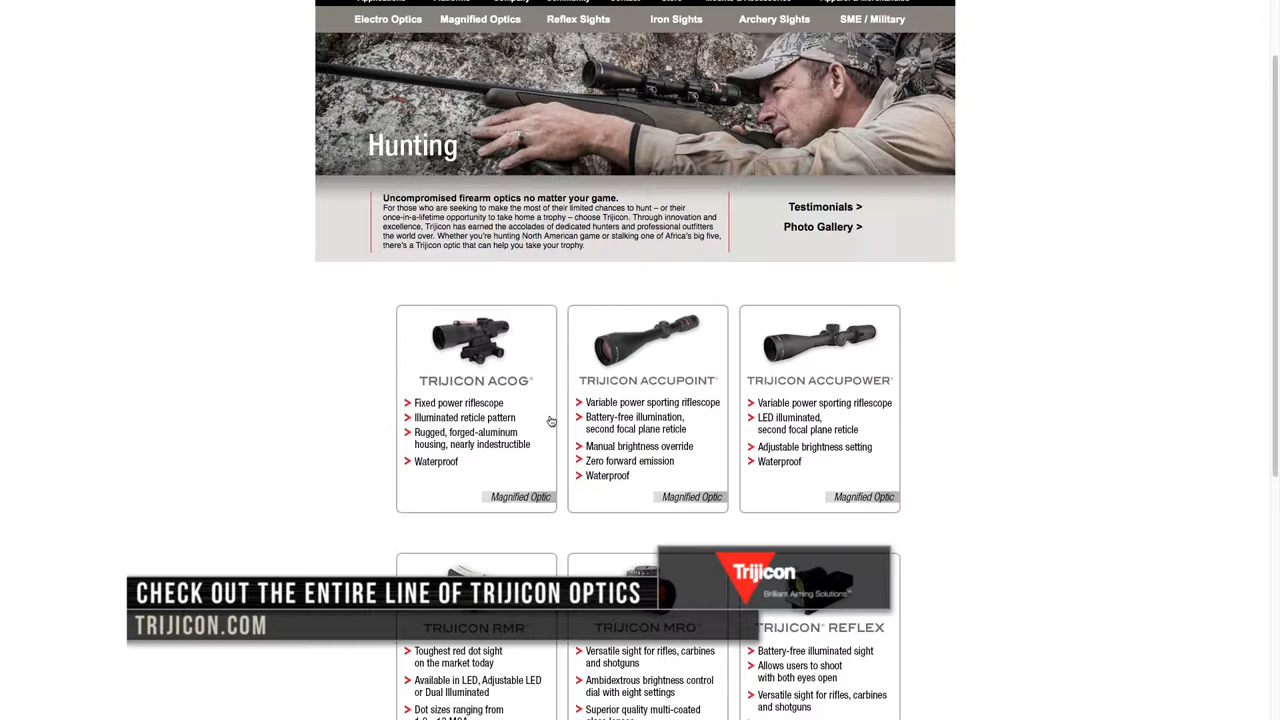 Electro Optics Magnified Optics Reflex Sights Iron Sights Archery Sights SME / Military
Hunting
Uncompromised firearm optics no matter your game.
For those who are seeking to make the most of their limited chances to hunt – or their
once-in-a-lifetime opportunity to take home a trophy – choose Trijicon. Through innovation and
excellence, Trijicon has earned the accolades of dedicated hunters and professional outfitters
the world over. Whether you're hunting North American game or stalking one of Africa's big five,
there's a Trijicon optic that can help you take your trophy.
Testimonials >
Photo Gallery >
TRIJICON ACOG®
Fixed power riflescope
Illuminated reticle pattern
Rugged, forged-aluminum
housing, nearly indestructible
Waterproof
Magnified Optic
TRIJICON ACCUPOINT®
Variable power sporting riflescope
Battery-free illumination,
second focal plane reticle
Manual brightness override
Zero forward emission
Waterproof
Magnified Optic
TRIJICON ACCUPOWER®
Variable power sporting riflescope
LED illuminated,
second focal plane reticle
Adjustable brightness setting
Waterproof
Magnified Optic
CHECK OUT THE ENTIRE LINE OF TRIJICON OPTICS
TRIJICON.COM
Trijicon
Brilliant Aiming Solutions™
TRIJICON RMR®
Toughest red dot sight
on the market today
Available in LED, Adjustable LED
or Dual Illuminated
Dot sizes ranging from
TRIJICON MRO®
Versatile sight for rifles, carbines
and shotguns
Ambidextrous brightness control
dial with eight settings
Superior quality multi-coated
TRIJICON® REFLEX
Battery-free illuminated sight
Allows users to shoot
with both eyes open
Versatile sight for rifles, carbines
and shotguns